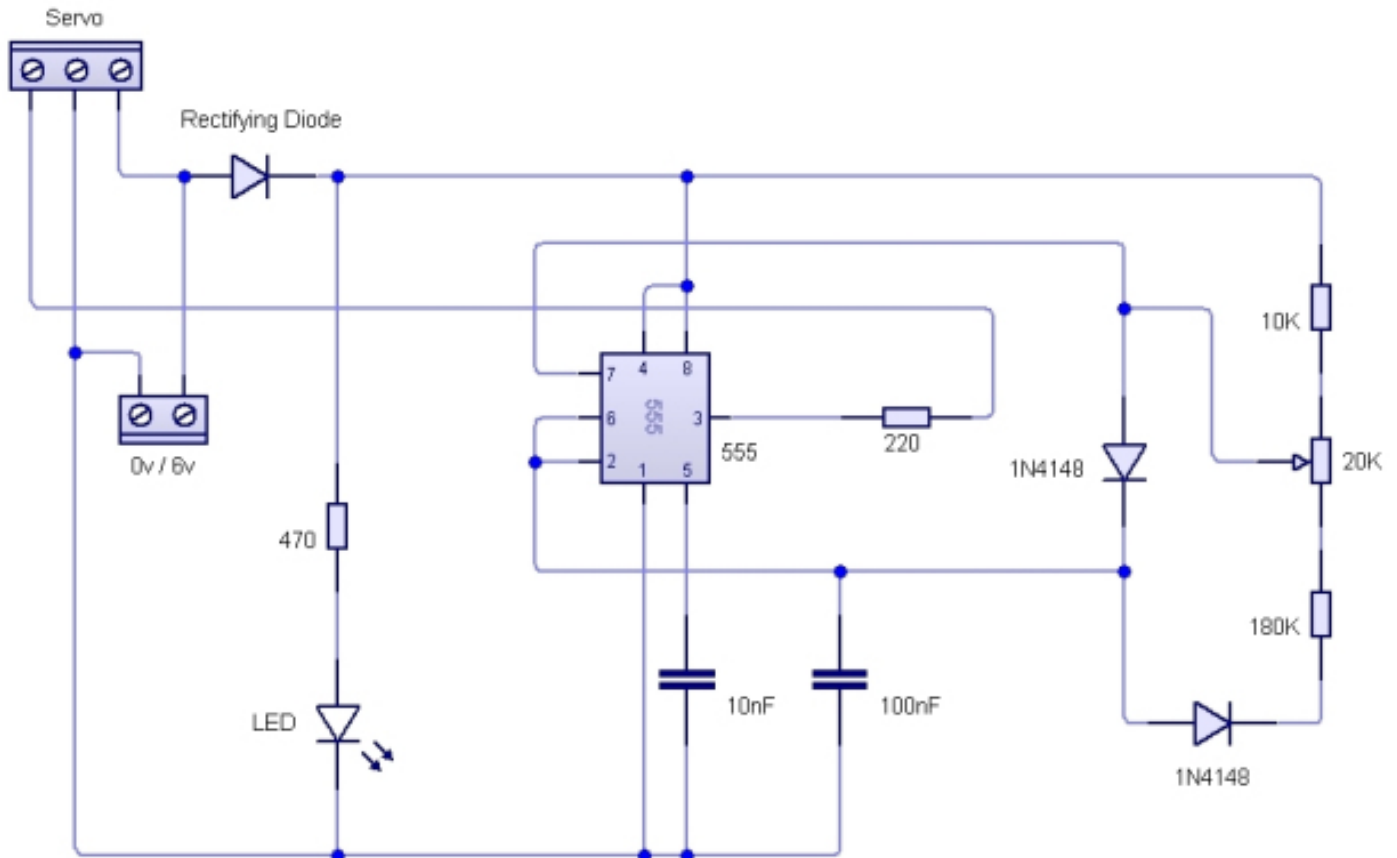 Servo
Rectifying Diode
10K
7 4 8
6 555 3
2 1 5
555
220
1N4148
20K
0v / 6v
470
180K
LED
10nF
100nF
1N4148